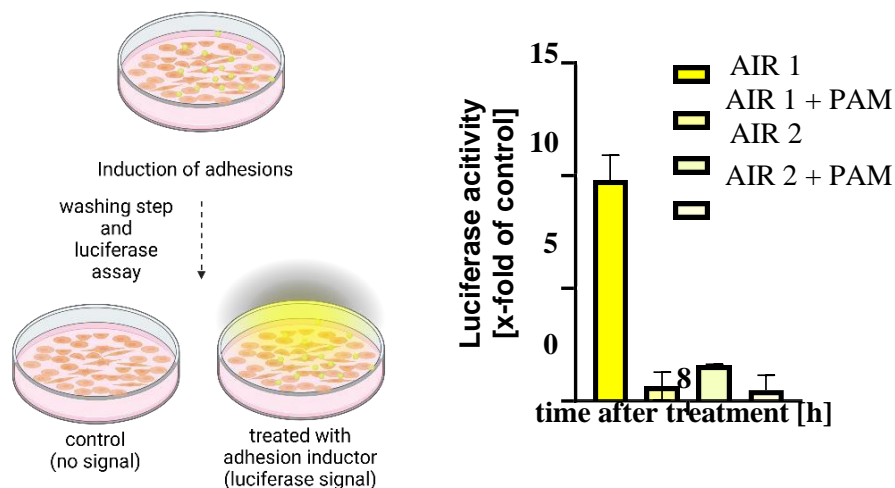 Induction of adhesions
washing step
and
luciferase
assay
control
(no signal)
treated with
adhesion inductor
(luciferase signal)
Luciferase acitivity
[x-fold of control]
15
10
5
0
AIR 1
AIR 1 + PAM
AIR 2
AIR 2 + PAM
8
time after treatment [h]